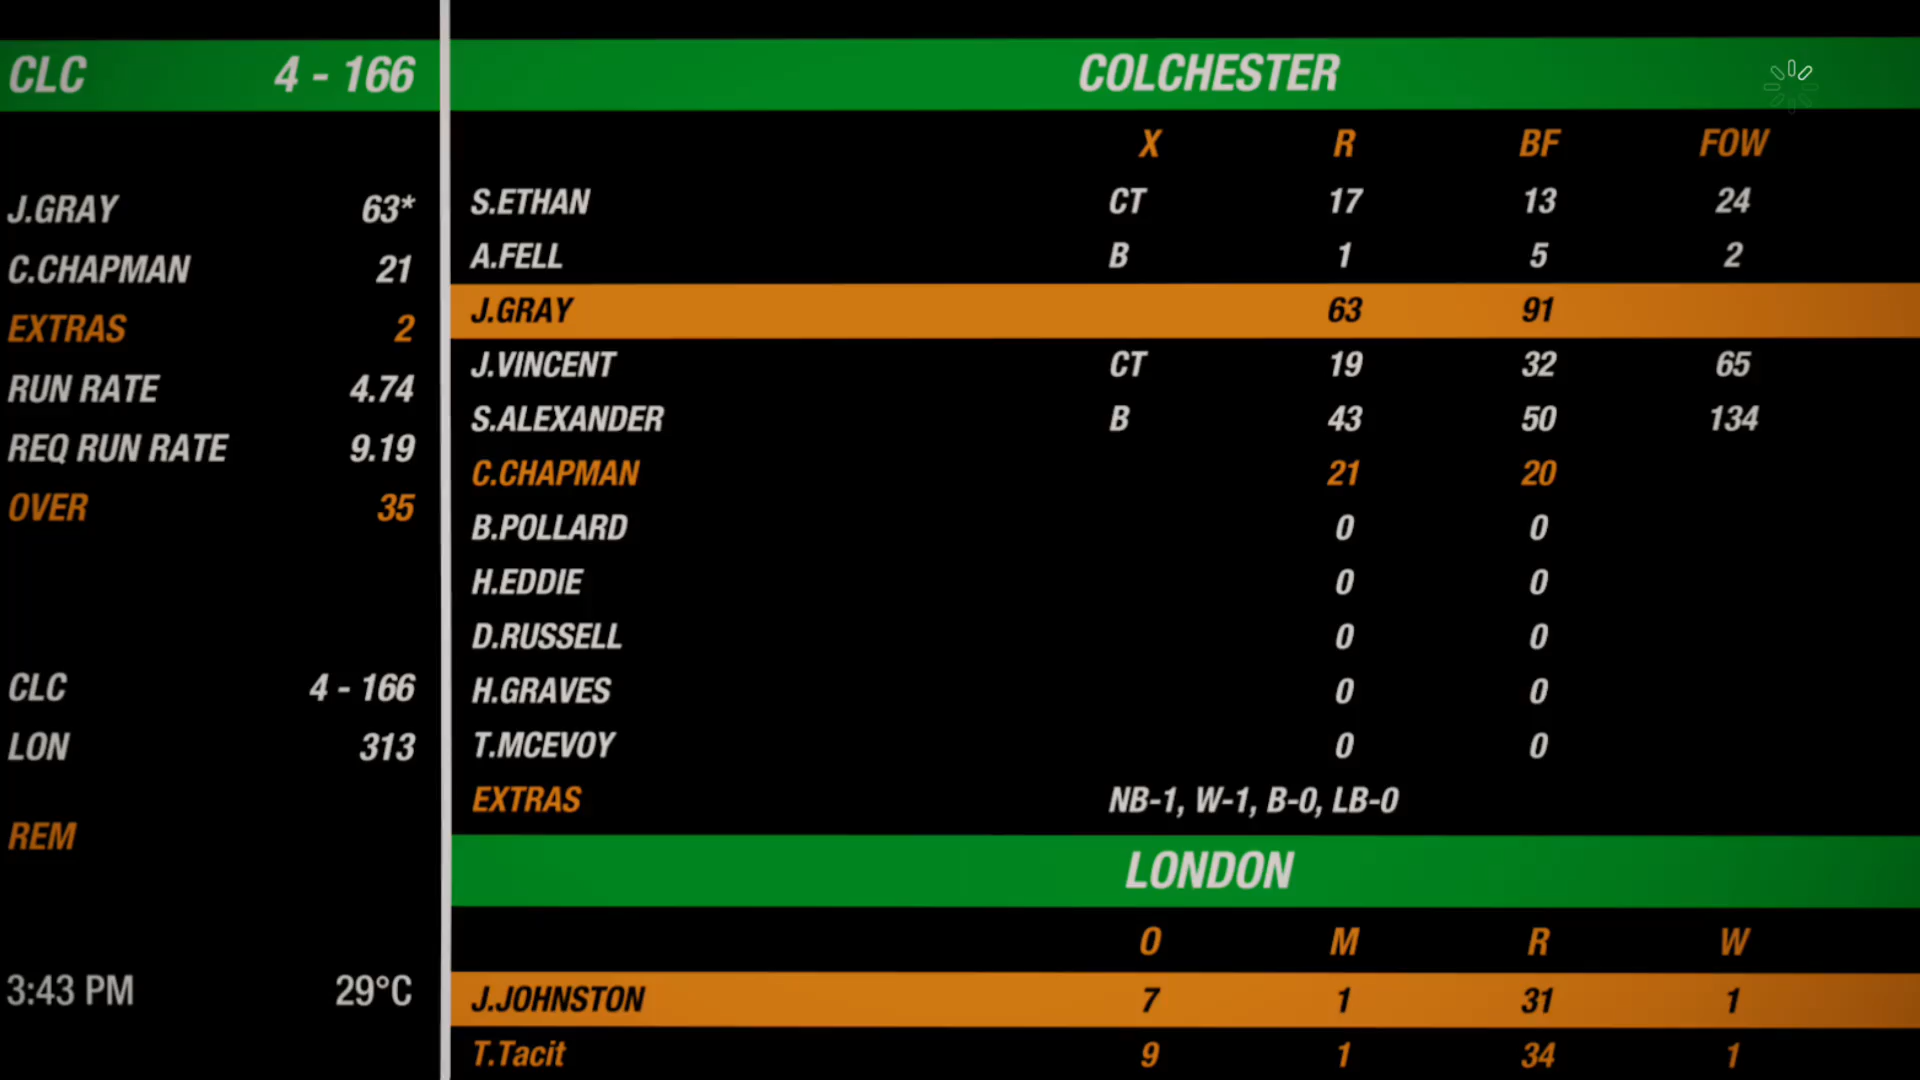 CLC 4 - 166
J.GRAY 63*
C.CHAPMAN 21
EXTRAS 2
RUN RATE 4.74
REQ RUN RATE 9.19
OVER 35
CLC 4 - 166
LON 313
REM
3:43 PM 29°C
COLCHESTER
X R BF FOW
S.ETHAN CT 17 13 24
A.FELL B 1 5 2
J.GRAY 63 91
J.VINCENT CT 19 32 65
S.ALEXANDER B 43 50 134
C.CHAPMAN 21 20
B.POLLARD 0 0
H.EDDIE 0 0
D.RUSSELL 0 0
H.GRAVES 0 0
T.MCEVOY 0 0
EXTRAS NB-1, W-1, B-0, LB-0
LONDON
O M R W
J.JOHNSTON 7 1 31 1
T.Tacit 9 1 34 1